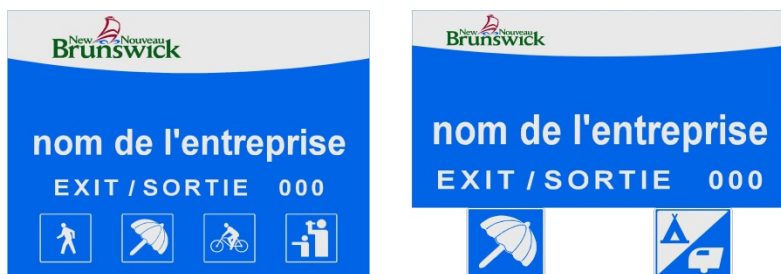 New Nouveau
Brunswick
nom de l'entreprise
EXIT / SORTIE 000
New Nouveau
Brunswick
nom de l'entreprise
EXIT / SORTIE 000